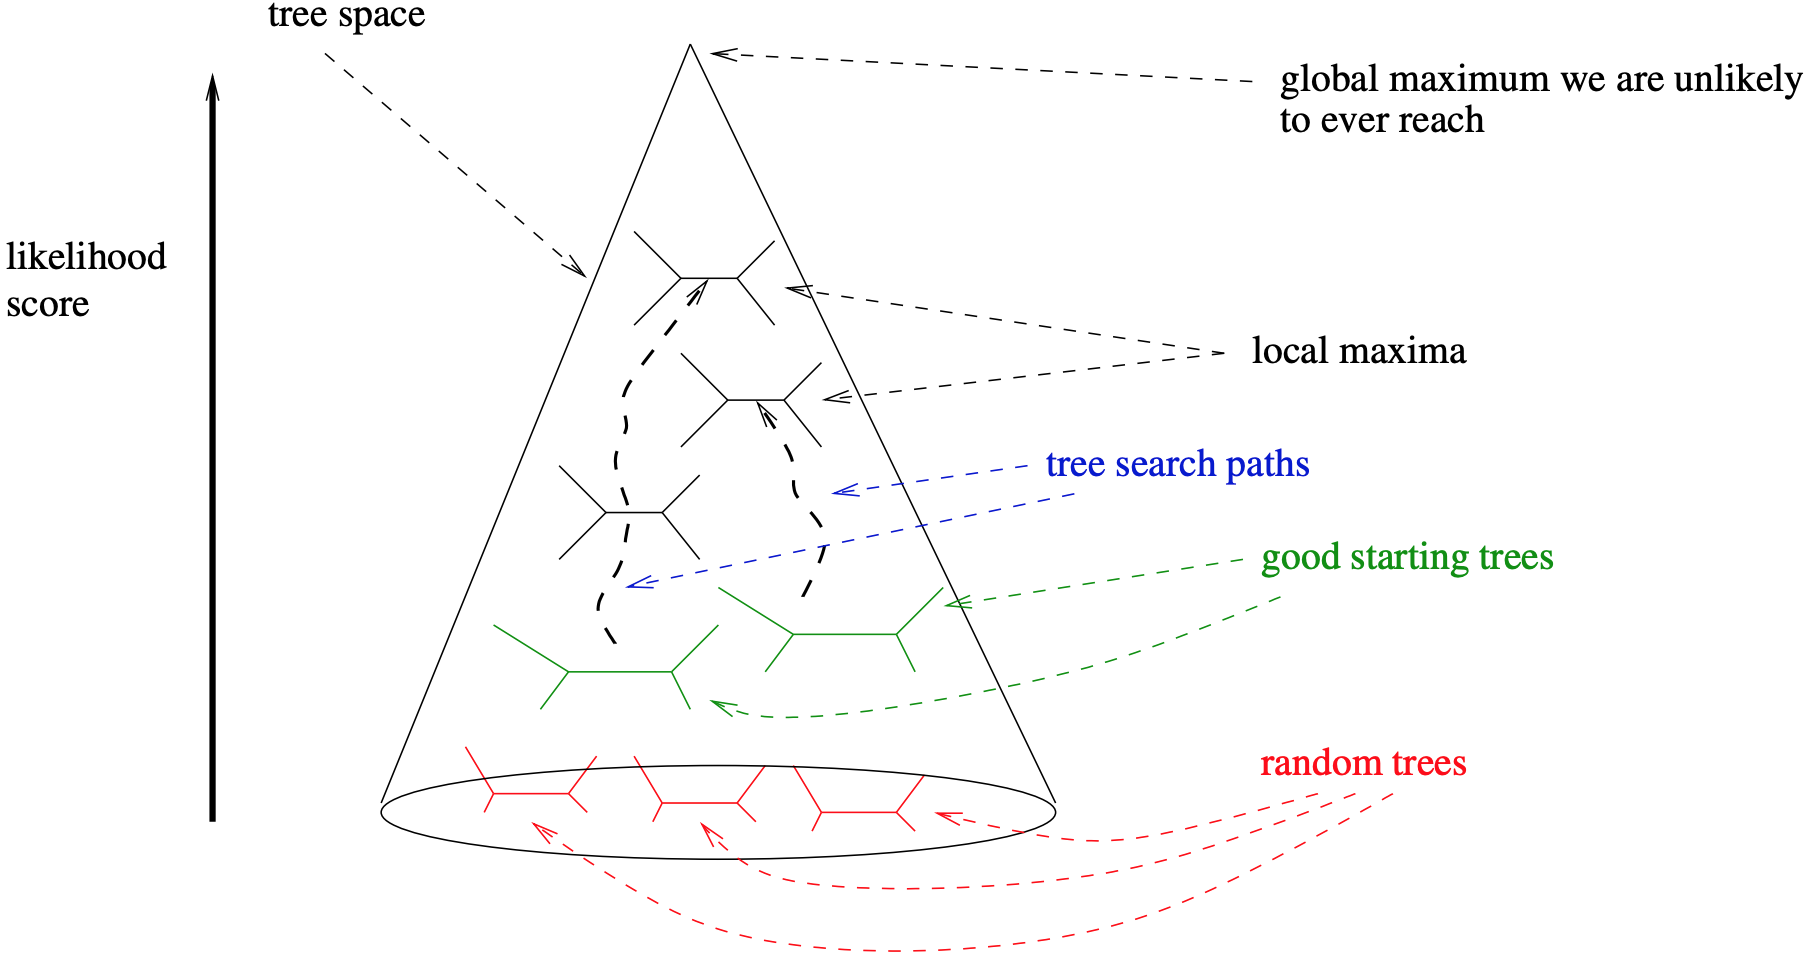 tree space
global maximum we are unlikely
to ever reach
likelihood
score
local maxima
tree search paths
good starting trees
random trees